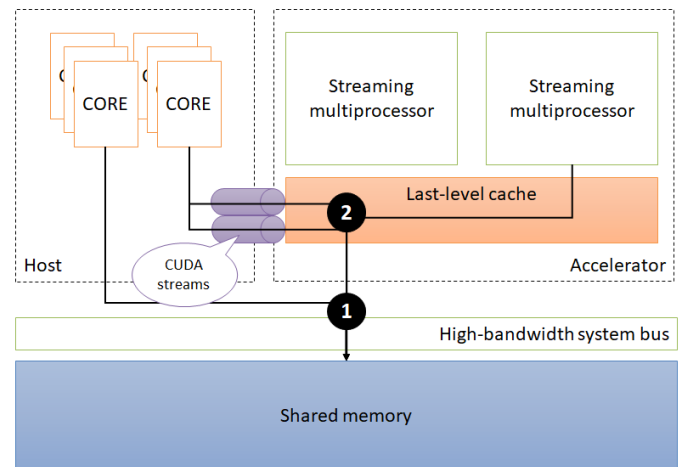 CORE
CORE
Streaming
multiprocessor
Streaming
multiprocessor
Last-level cache
2
Host
CUDA
streams
Accelerator
1
High-bandwidth system bus
Shared memory